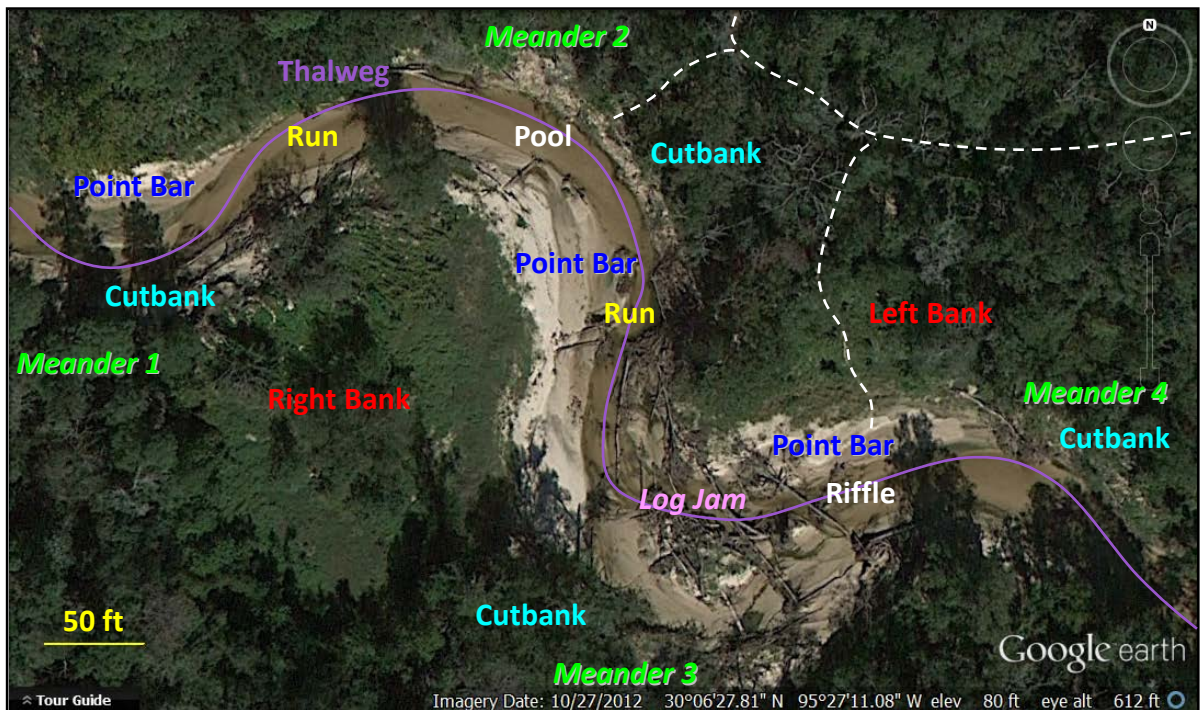 Meander 2
N
Thalweg
Run
Pool
Cutbank
Point Bar
Point Bar
Cutbank
Run
Left Bank
Meander 1
Right Bank
Meander 4
Cutbank
Point Bar
Log Jam
Riffle
50 ft
Cutbank
Meander 3
Google earth
Tour Guide
Imagery Date: 10/27/2012 30°06'27.81" N 95°27'11.08" W elev 80 ft eye alt 612 ft